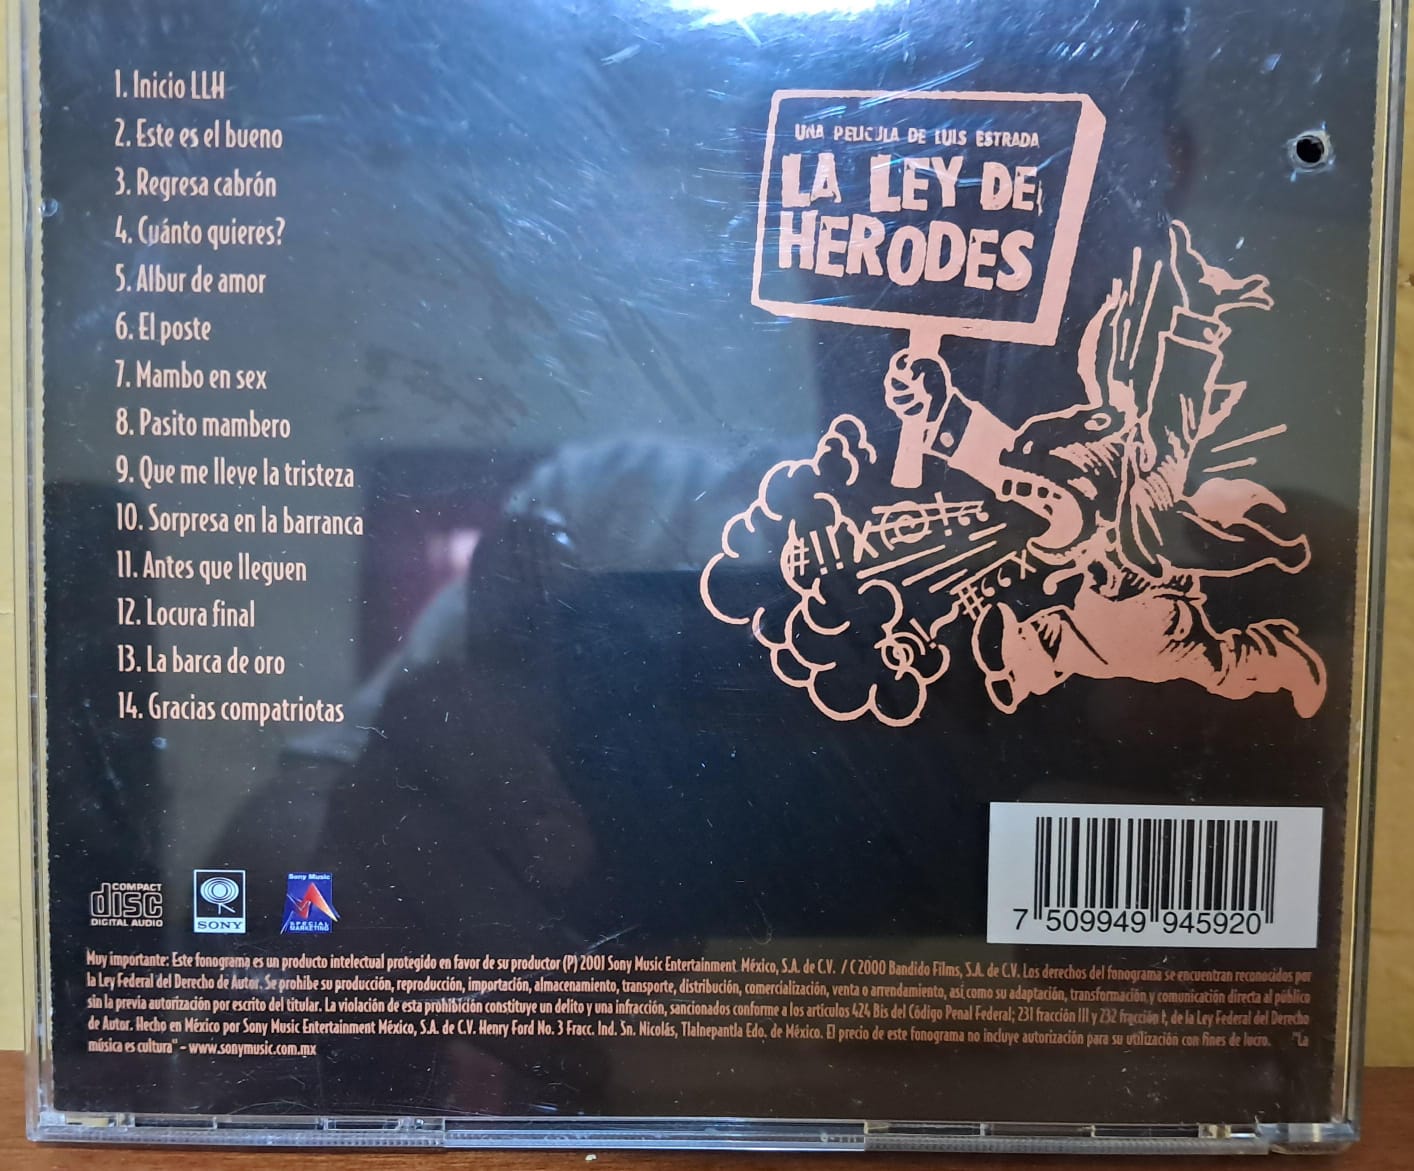 1. Inicio LLH
2. Este es el bueno
3. Regresa cabrón
4. Cuánto quieres?
5. Albur de amor
6. El poste
7. Mambo en sex
8. Pasito mambero
9. Que me lleve la tristeza
10. Sorpresa en la barranca
11. Antes que lleguen
12. Locura final
13. La barca de oro
14. Gracias compatriotas
UNA PELICULA DE LUIS ESTRADA
LA LEY DE
HERODES
#!!X(@!
#
X
COMPACT
disc
DIGITAL AUDIO
SONY
Sony Music
SPECIAL
MARKETING
7 509949 945920
Muy importante: Este fonograma es un producto intelectual protegido en favor de su productor (P) 2001 Sony Music Entertainment México, S.A. de C.V. / C 2000 Bandido Films, S.A. de C.V. Los derechos del fonograma se encuentran reconocidos por
la Ley Federal del Derecho de Autor. Se prohibe su producción, reproducción, importación, almacenamiento, transporte, distribución, comercialización, venta o arrendamiento, así como su adaptación, transformación y comunicación directa al público
sin la previa autorización por escrito del titular. La violación de esta prohibición constituye un delito y una infracción, sancionados conforme a los artículos 424 Bis del Código Penal Federal; 231 fracción III y 232 fracción I, de la Ley Federal del Derecho
de Autor. Hecho en México por Sony Music Entertainment México, S.A. de C.V. Henry Ford No. 3 Fracc. Ind. Sn. Nicolás, Tlalnepantla Edo. de México. El precio de este fonograma no incluye autorización para su utilización con fines de lucro. "La
música es cultura" - www.sonymusic.com.mx